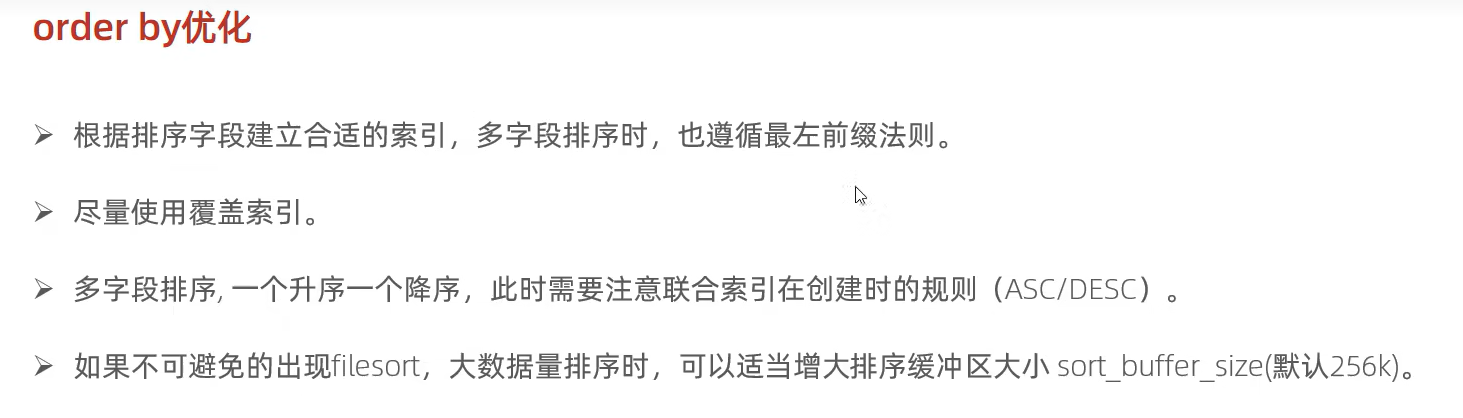 order by优化
➢ 根据排序字段建立合适的索引，多字段排序时，也遵循最左前缀法则。
➢ 尽量使用覆盖索引。
➢ 多字段排序, 一个升序一个降序，此时需要注意联合索引在创建时的规则（ASC/DESC）。
➢ 如果不可避免的出现filesort，大数据量排序时，可以适当增大排序缓冲区大小 sort_buffer_size(默认256k)。